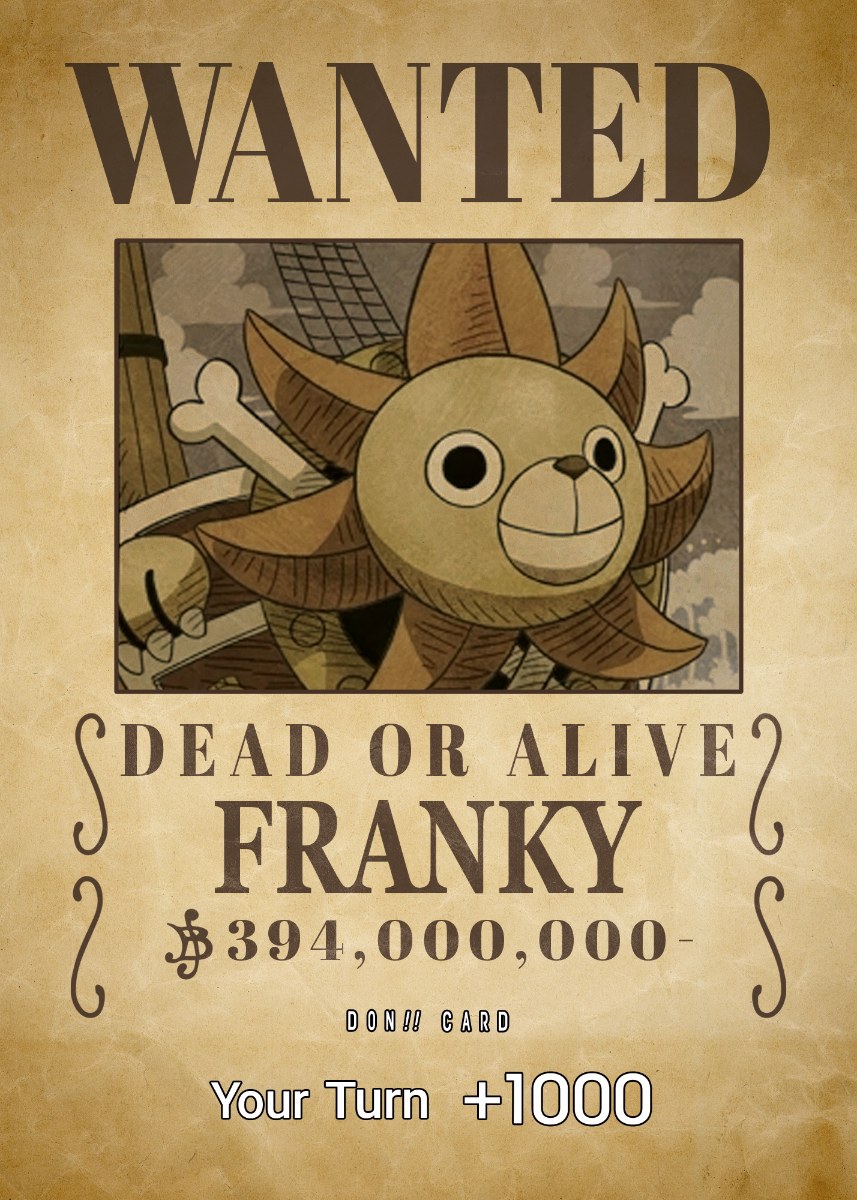 WANTED
DEAD OR ALIVE
FRANKY
฿394,000,000-
DON!! CARD
Your Turn +1000